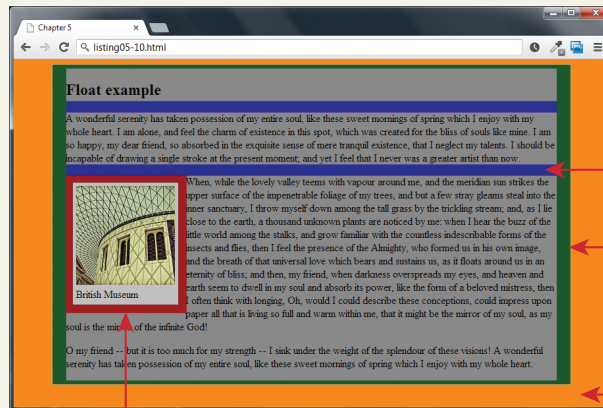 Chapter 5
listing05-10.html
Float example
A wonderful serenity has taken possession of my entire soul, like these sweet mornings of spring which I enjoy with my
whole heart. I am alone, and feel the charm of existence in this spot, which was created for the bliss of souls like mine. I am
so happy, my dear friend, so absorbed in the exquisite sense of mere tranquil existence, that I neglect my talents. I should be
incapable of drawing a single stroke at the present moment; and yet I feel that I never was a greater artist than now.
When, while the lovely valley teems with vapour around me, and the meridian sun strikes the
upper surface of the impenetrable foliage of my trees, and but a few stray gleams steal into the
inner sanctuary, I throw myself down among the tall grass by the trickling stream; and, as I lie
close to the earth, a thousand unknown plants are noticed by me: when I hear the buzz of the
little world among the stalks, and grow familiar with the countless indescribable forms of the
insects and flies, then I feel the presence of the Almighty, who formed us in his own image,
and the breath of that universal love which bears and sustains us, as it floats around us in an
eternity of bliss; and then, my friend, when darkness overspreads my eyes, and heaven and
earth seem to dwell in my soul and absorb its power, like the form of a beloved mistress, then
I often think with longing, Oh, would I could describe these conceptions, could impress upon
paper all that is living so full and warm within me, that it might be the mirror of my soul, as my
British Museum
soul is the mirror of the infinite God!
O my friend -- but it is too much for my strength -- I sink under the weight of the splendour of these visions! A wonderful
serenity has taken possession of my entire soul, like these sweet mornings of spring which I enjoy with my whole heart.